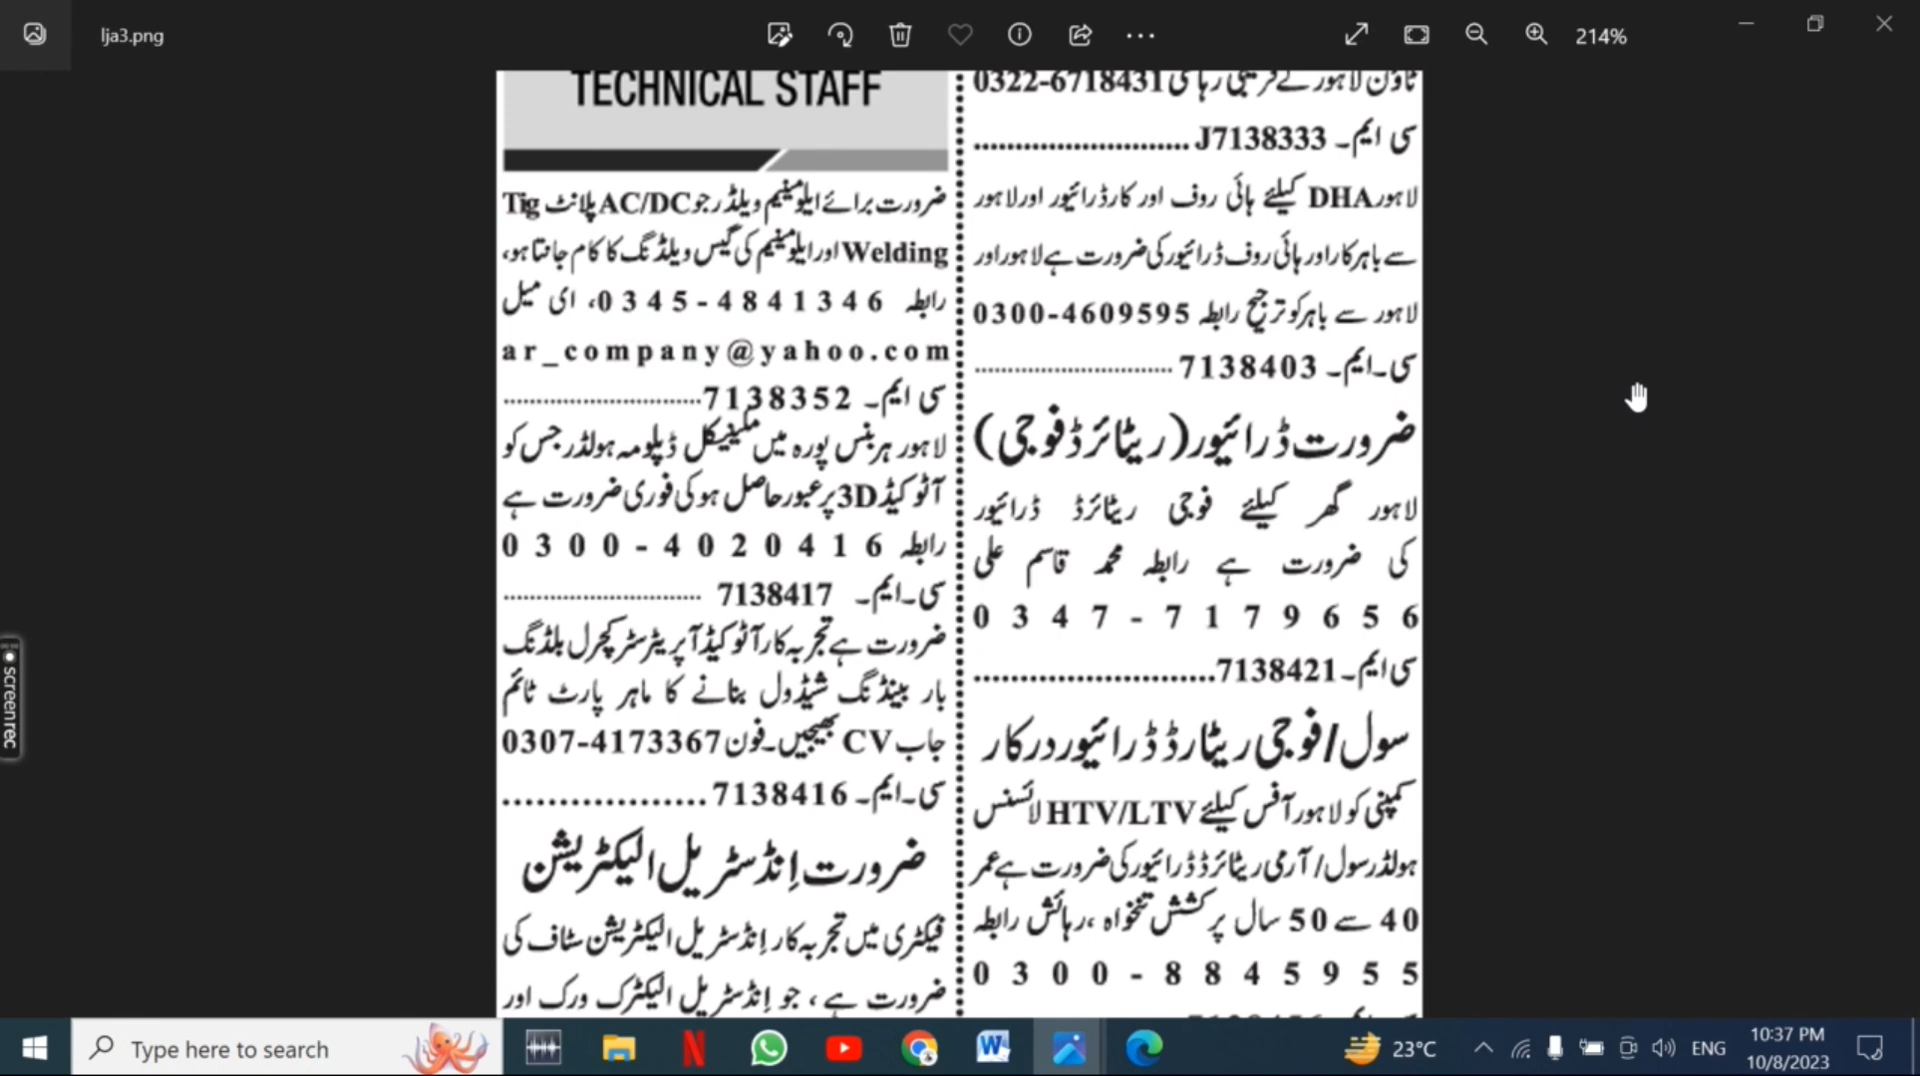 lja3.png
214%
TECHNICAL STAFF
ضرورت برائے ایلومینیم ویلڈر جو AC/DC پلانٹ Tig
Welding اور ایلومینیم کی گیس ویلڈنگ کا کام جانتا ہو،
رابطہ 0345-4841346، ای میل
ar_company@yahoo.com
سی ایم۔ 7138352
لاہور ہربنس پورہ میں مکینیکل ڈپلومہ ہولڈر جس کو
آٹو کیڈ 3D پر عبور حاصل ہو کی فوری ضرورت ہے
رابطہ 0300-4020416
سی۔ایم۔ 7138417
ضرورت ہے تجربہ کار آٹو کیڈ آپریٹر سٹرکچرل بلڈنگ
بار بینڈنگ شیڈول بنانے کا ماہر پارٹ ٹائم
جاب CV بھیجیں۔فون 0307-4173367
سی۔ایم۔ 7138416
ضرورت اِنڈسٹریل الیکٹریشن
فیکٹری میں تجربہ کار اِنڈسٹریل الیکٹریشن سٹاف کی
ضرورت ہے ، جو اِنڈسٹریل الیکٹرک ورک اور
ٹاؤن لاہور کے قریبی رہائشی 0322-6718431
سی ایم۔ J7138333
لاہور DHA کیلئے ہائی روف اور کار ڈرائیور اور لاہور
سے باہر کار اور ہائی روف ڈرائیور کی ضرورت ہے لاہور اور
لاہور سے باہر کو ترجیح رابطہ 0300-4609595
سی۔ایم۔ 7138403
ضرورت ڈرائیور (ریٹائرڈ فوجی)
لاہور گھر کیلئے فوجی ریٹائرڈ ڈرائیور
کی ضرورت ہے رابطہ محمد قاسم علی
0347-7179656
سی ایم۔ 7138421
سول/فوجی ریٹارڈ ڈرائیور درکار
کمپنی کو لاہور آفس کیلئے HTV/LTV لائسنس
ہولڈر سول/ آرمی ریٹائرڈ ڈرائیور کی ضرورت ہے عمر
40 سے 50 سال پرکشش تنخواہ ،رہائش رابطہ
0300-8845955
screenrec
Type here to search
23°C
ENG
10:37 PM
10/8/2023